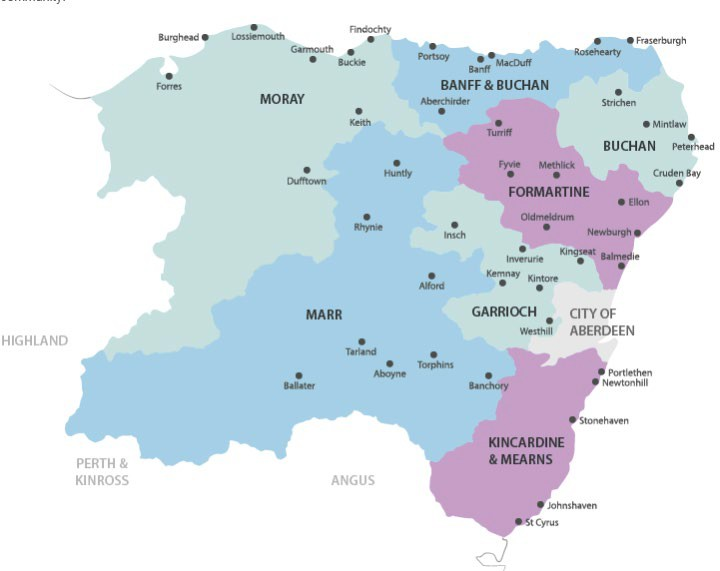 community.
Findochty
Burghead
Lossiemouth
Garmouth
Buckie
Portsoy
Banff
MacDuff
Rosehearty
Fraserburgh
Forres
MORAY
BANFF & BUCHAN
Aberchirder
Strichen
Keith
Turriff
Mintlaw
BUCHAN
Peterhead
Dufftown
Huntly
Fyvie
Methlick
Cruden Bay
FORMARTINE
Ellon
Rhynie
Insch
Oldmeldrum
Newburgh
Inverurie
Kingseat
Balmedie
Alford
Kemnay
Kintore
MARR
GARRIOCH
Westhill
CITY OF
ABERDEEN
HIGHLAND
Tarland
Aboyne
Torphins
Ballater
Banchory
Portlethen
Newtonhill
Stonehaven
KINCARDINE
& MEARNS
PERTH &
KINROSS
ANGUS
Johnshaven
St Cyrus